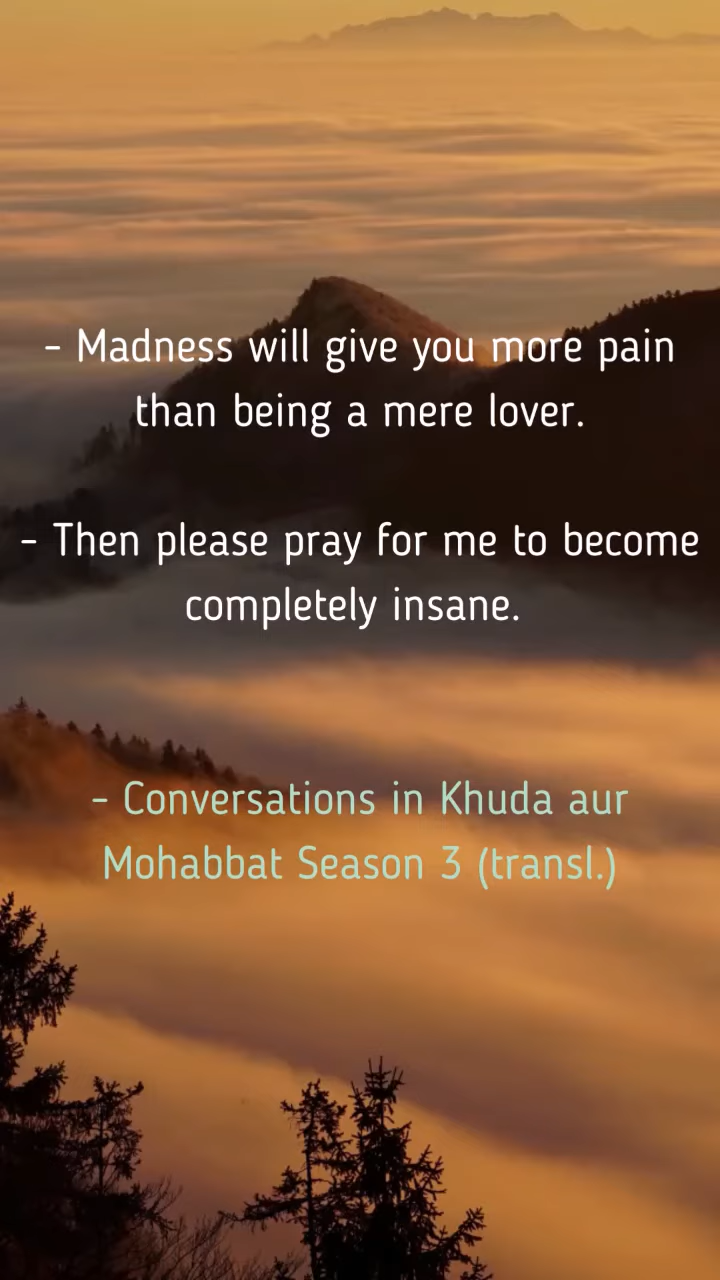 - Madness will give you more pain
than being a mere lover.
- Then please pray for me to become
completely insane.
- Conversations in Khuda aur
Mohabbat Season 3 (transl.)